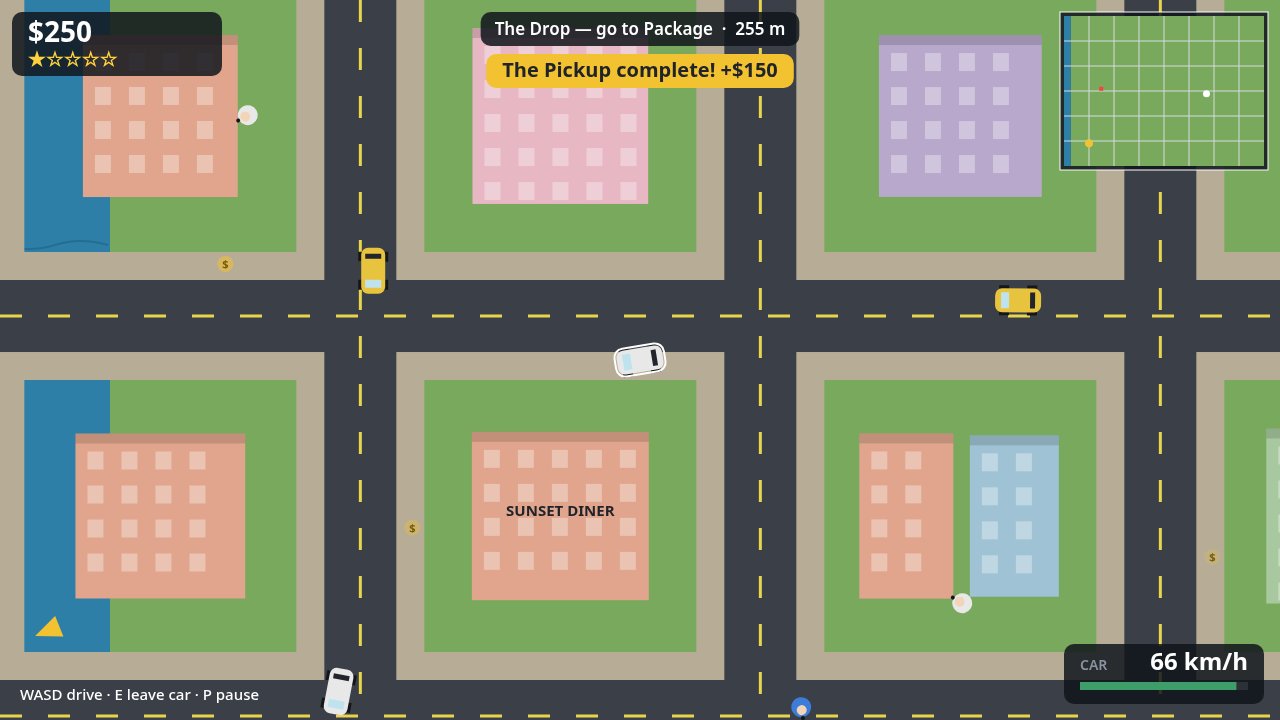 $250
★☆☆☆☆☆
The Drop — go to Package · 255 m
The Pickup complete! +$150
$
SUNSET DINER
$
$
CAR 66 km/h
WASD drive · E leave car · P pause